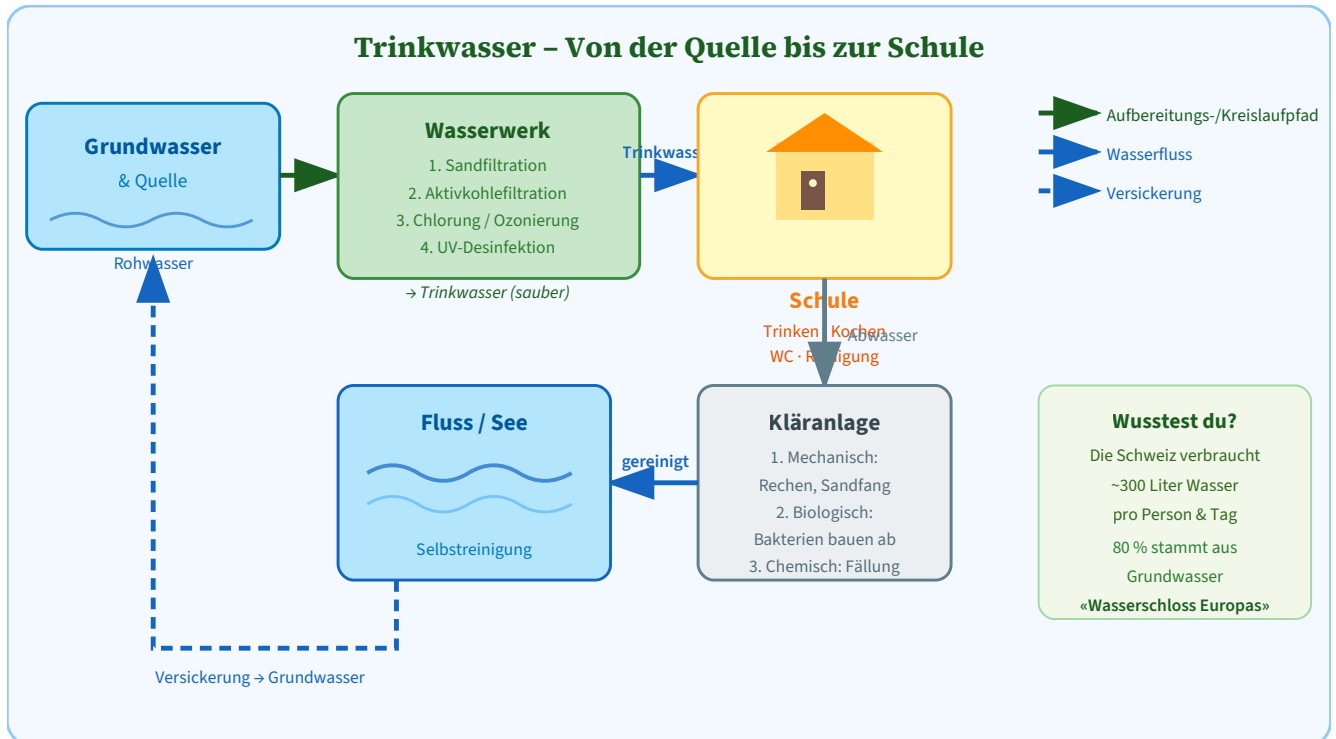 Trinkwasser – Von der Quelle bis zur Schule
Grundwasser
& Quelle
Rohwasser
Wasserwerk
1. Sandfiltration
2. Aktivkohlefiltration
3. Chlorung / Ozonierung
4. UV-Desinfektion
→ Trinkwasser (sauber)
Trinkwass
Schule
Trinken · Kochen
WC · Reinigung
Abwasser
Aufbereitungs-/Kreislaufpfad
Wasserfluss
Versickerung
Fluss / See
Selbstreinigung
gereinigt
Kläranlage
1. Mechanisch:
Rechen, Sandfang
2. Biologisch:
Bakterien bauen ab
3. Chemisch: Fällung
Wusstest du?
Die Schweiz verbraucht
~300 Liter Wasser
pro Person & Tag
80 % stammt aus
Grundwasser
«Wasserschloss Europas»
Versickerung → Grundwasser